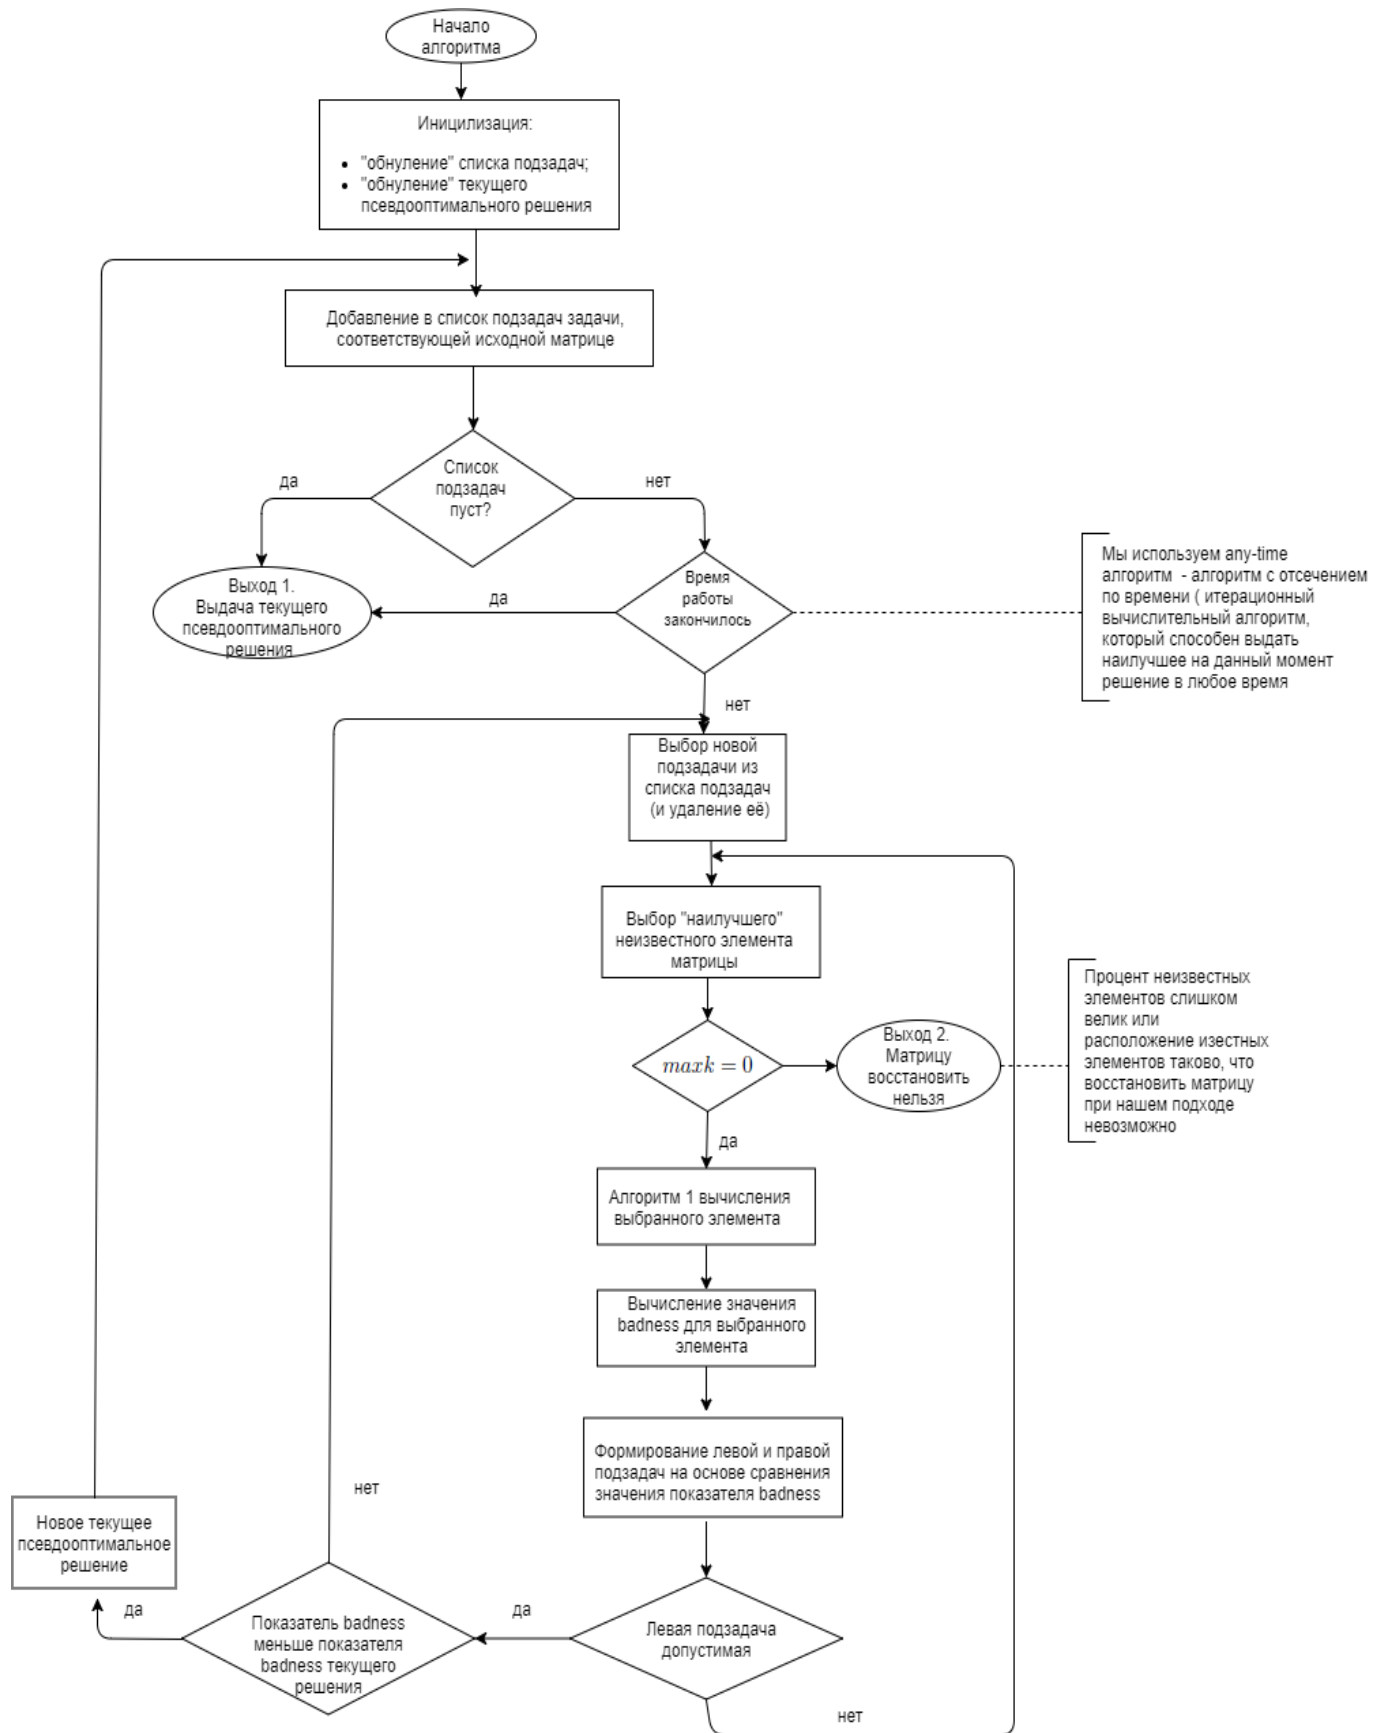 Начало
алгоритма
Иницилизация:
• "обнуление" списка подзадач;
• "обнуление" текущего
псевдооптимального решения
Добавление в список подзадач задачи,
соответствующей исходной матрице
Список
подзадач
пуст?
да
нет
Выход 1.
Выдача текущего
псевдооптимального
решения
да
Время
работы
закончилось
Мы используем any-time
алгоритм - алгоритм с отсечением
по времени ( итерационный
вычислительный алгоритм,
который способен выдать
наилучшее на данный момент
решение в любое время
нет
Выбор новой
подзадачи из
списка подзадач
(и удаление её)
Выбор "наилучшего"
неизвестного элемента
матрицы
maxk = 0
Выход 2.
Матрицу
восстановить
нельзя
Процент неизвестных
элементов слишком
велик или
расположение изестных
элементов таково, что
восстановить матрицу
при нашем подходе
невозможно
да
Алгоритм 1 вычисления
выбранного элемента
Вычисление значения
badness для выбранного
элемента
Формирование левой и правой
подзадач на основе сравнения
значения показателя badness
нет
Новое текущее
псевдооптимальное
решение
да
Показатель badness
меньше показателя
badness текущего
решения
да
Левая подзадача
допустимая
нет